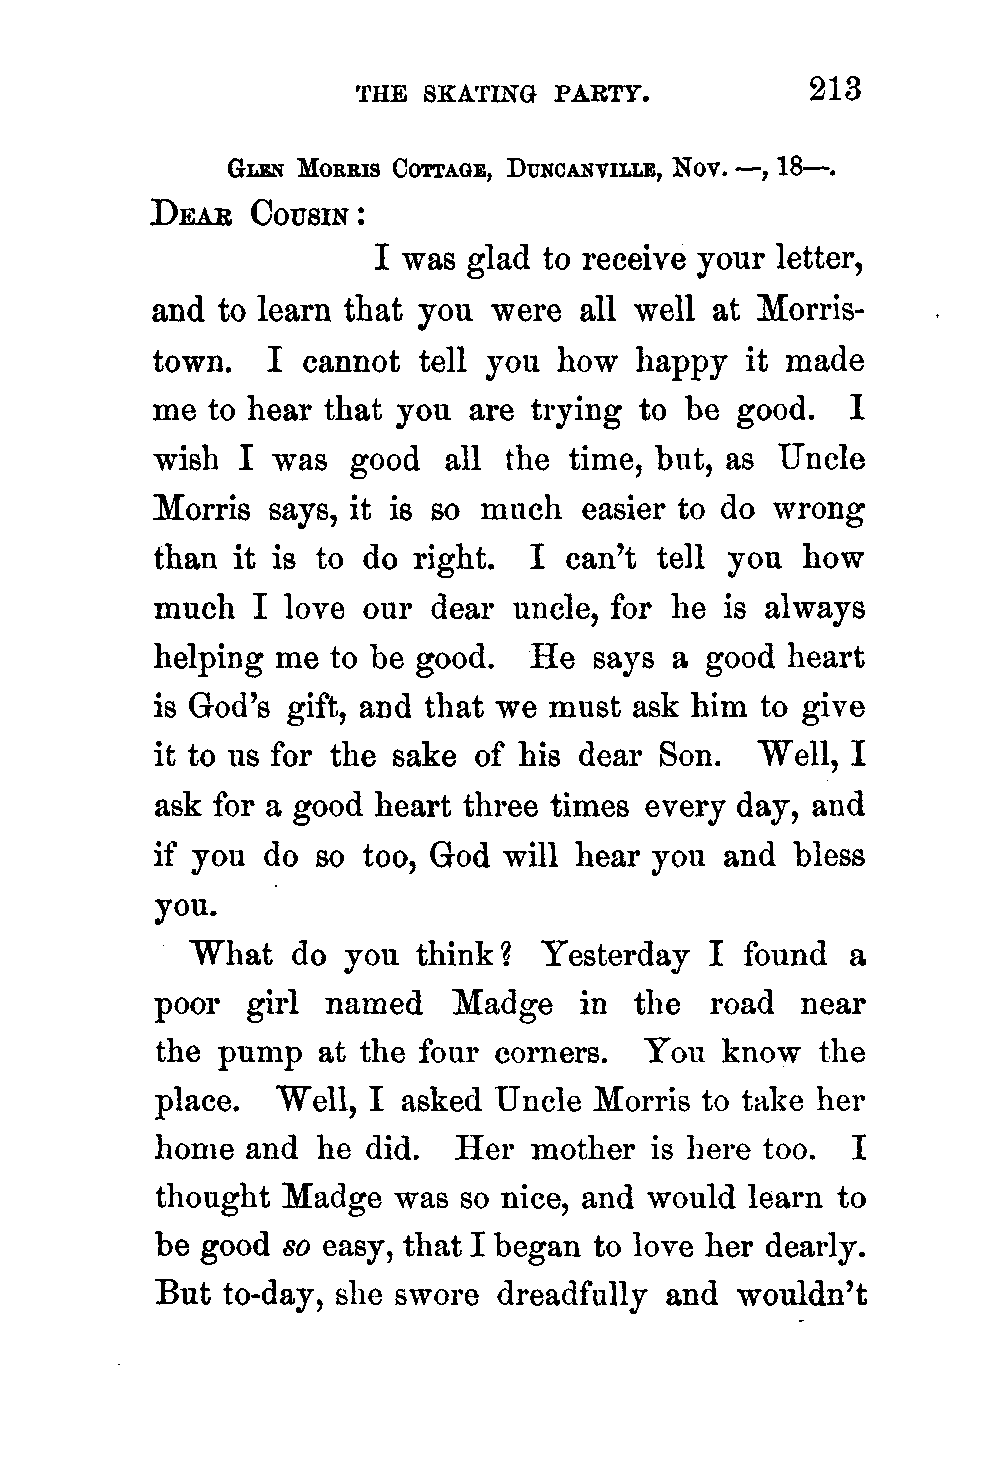 THE SKATING PARTY. 213
Glen Morris Cottage, Duncanville, Nov. —, 18—.
Dear Cousin:
I was glad to receive your letter,
and to learn that you were all well at Morris-
town. I cannot tell you how happy it made
me to hear that you are trying to be good. I
wish I was good all the time, but, as Uncle
Morris says, it is so much easier to do wrong
than it is to do right. I can't tell you how
much I love our dear uncle, for he is always
helping me to be good. He says a good heart
is God's gift, and that we must ask him to give
it to us for the sake of his dear Son. Well, I
ask for a good heart three times every day, and
if you do so too, God will hear you and bless
you.
What do you think? Yesterday I found a
poor girl named Madge in the road near
the pump at the four corners. You know the
place. Well, I asked Uncle Morris to take her
home and he did. Her mother is here too. I
thought Madge was so nice, and would learn to
be good so easy, that I began to love her dearly.
But to-day, she swore dreadfully and wouldn't